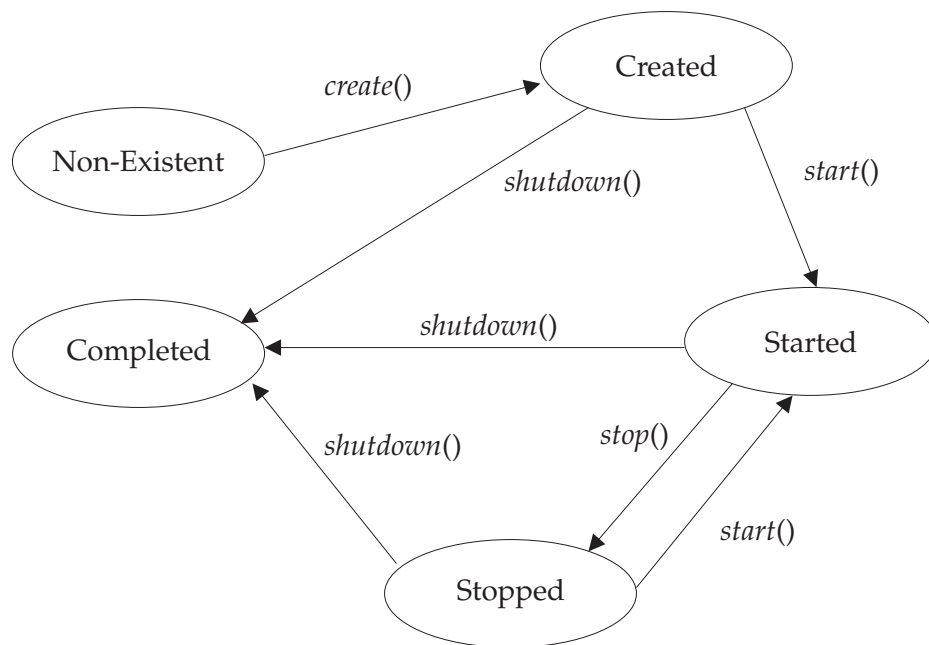 Created
create()
Non-Existent
shutdown()
start()
shutdown()
Completed
Started
shutdown()
stop()
start()
Stopped